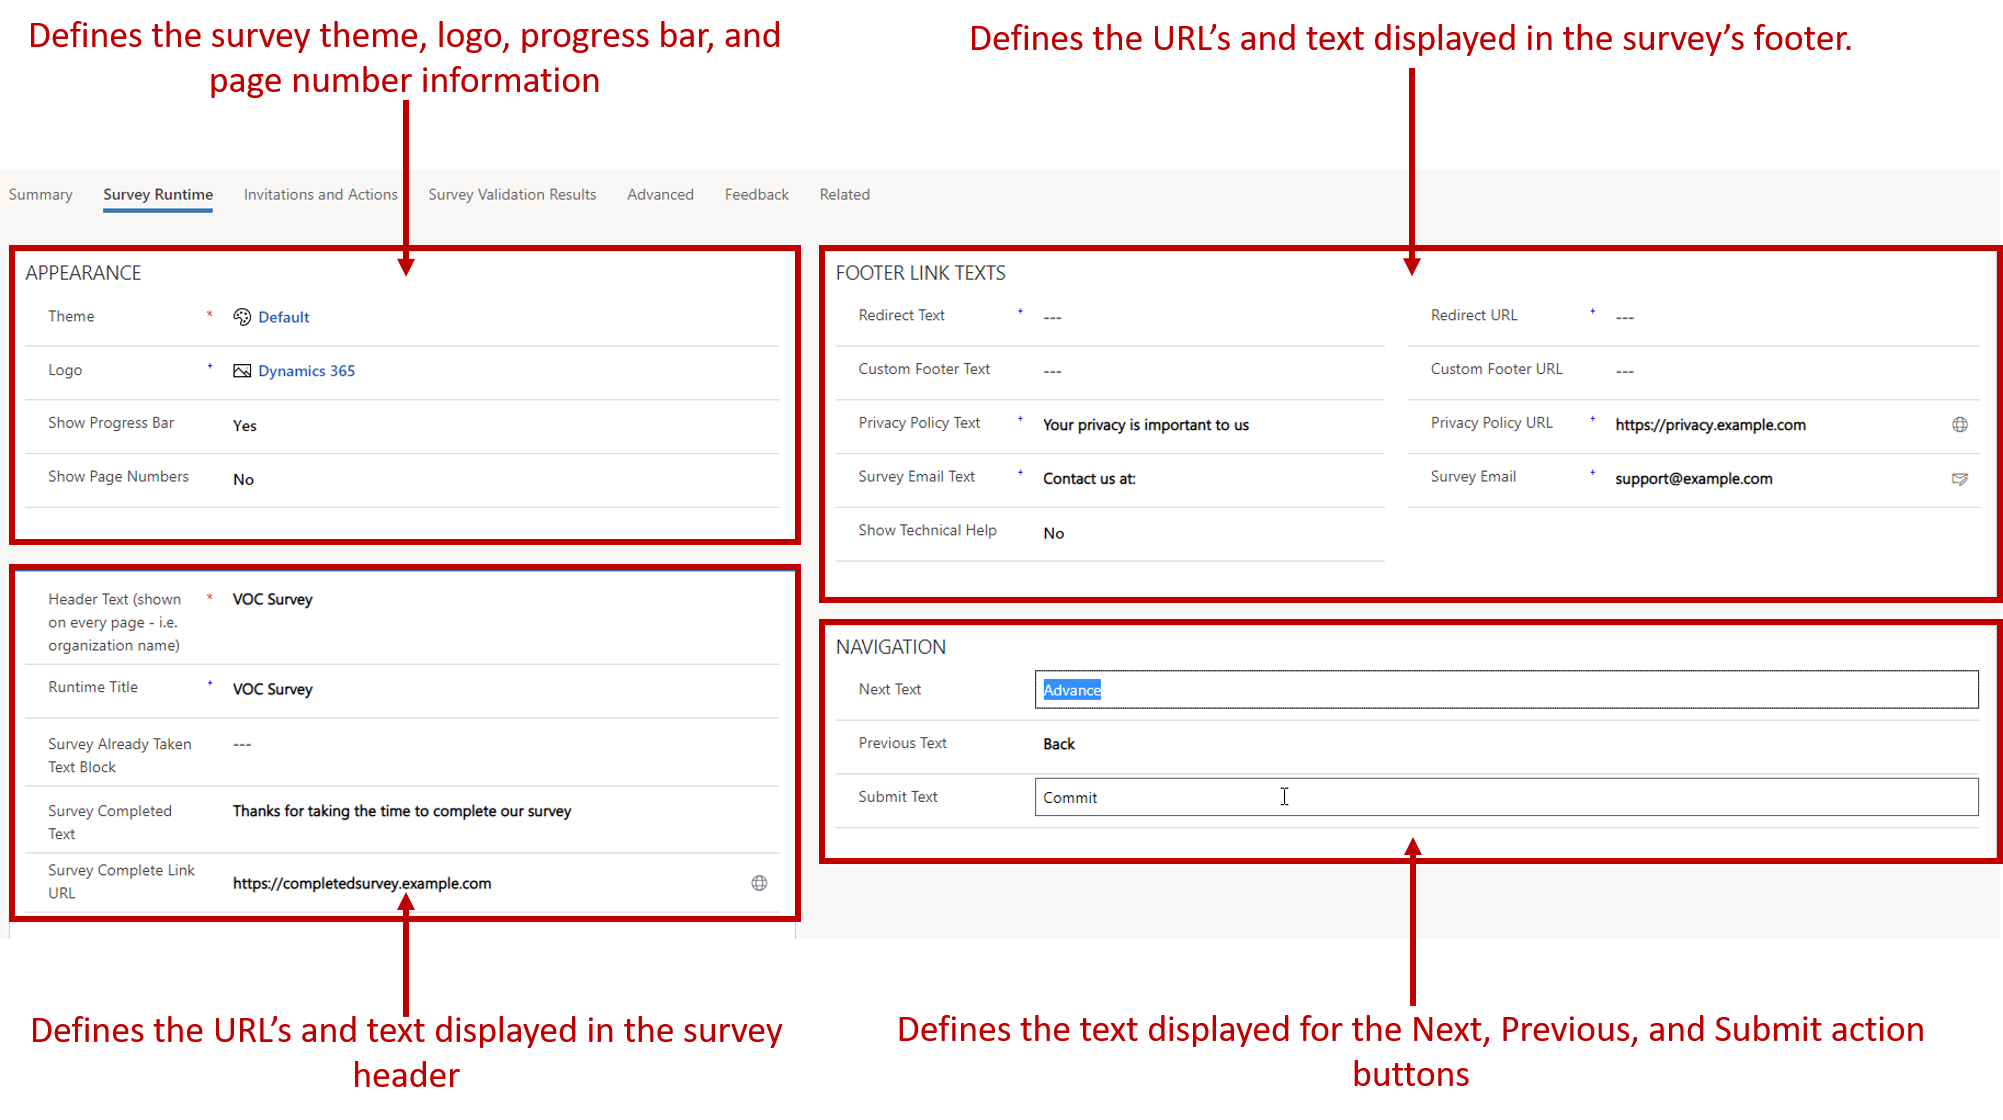 Defines the survey theme, logo, progress bar, and
page number information
Defines the URL's and text displayed in the survey's footer.
Summary Survey Runtime Invitations and Actions Survey Validation Results Advanced Feedback Related
APPEARANCE
Theme * Default
Logo + Dynamics 365
Show Progress Bar Yes
Show Page Numbers No
Header Text (shown * VOC Survey
on every page - i.e.
organization name)
Runtime Title + VOC Survey
Survey Already Taken ---
Text Block
Survey Completed Thanks for taking the time to complete our survey
Text
Survey Complete Link
URL https://completedsurvey.example.com
FOOTER LINK TEXTS
Redirect Text + --- Redirect URL + ---
Custom Footer Text --- Custom Footer URL ---
Privacy Policy Text + Your privacy is important to us Privacy Policy URL + https://privacy.example.com
Survey Email Text + Contact us at: Survey Email + support@example.com
Show Technical Help No
NAVIGATION
Next Text Advance
Previous Text Back
Submit Text Commit
Defines the URL's and text displayed in the survey
header
Defines the text displayed for the Next, Previous, and Submit action
buttons